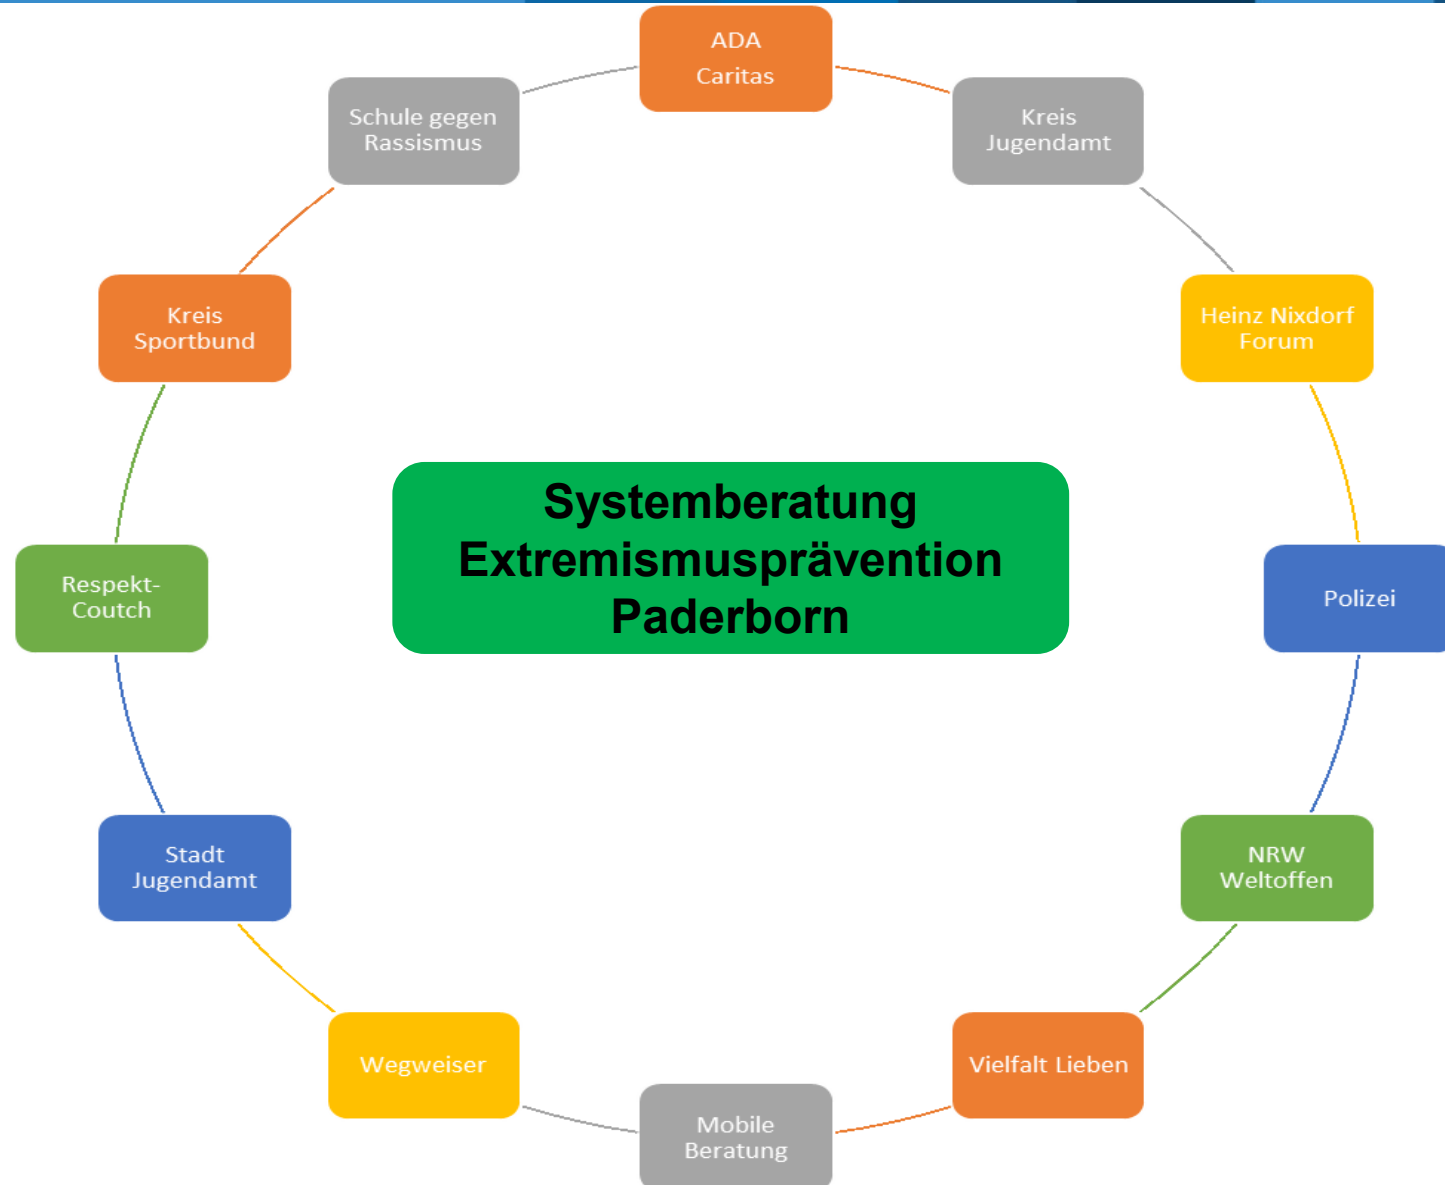 ADA
Caritas
Kreis
Jugendamt
Heinz Nixdorf
Forum
Polizei
NRW
Weltoffen
Vielfalt Lieben
Mobile
Beratung
Wegweiser
Stadt
Jugendamt
Respekt-
Coutch
Kreis
Sportbund
Schule gegen
Rassismus
Systemberatung
Extremismusprävention
Paderborn